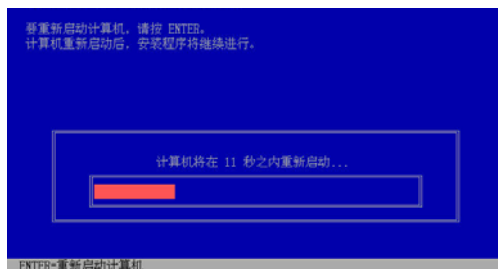 要重新启动计算机，请按 ENTER。
计算机重新启动后，安装程序将继续进行。
计算机将在 11 秒之内重新启动...
ENTER=重新启动计算机